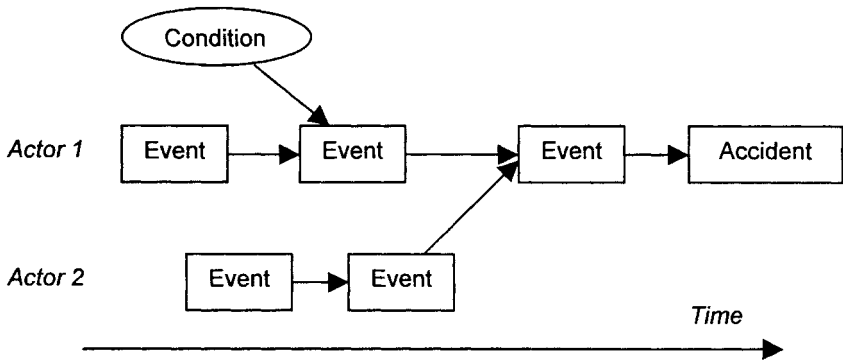 Condition
Actor 1 Event Event Event Accident
Actor 2 Event Event
Time